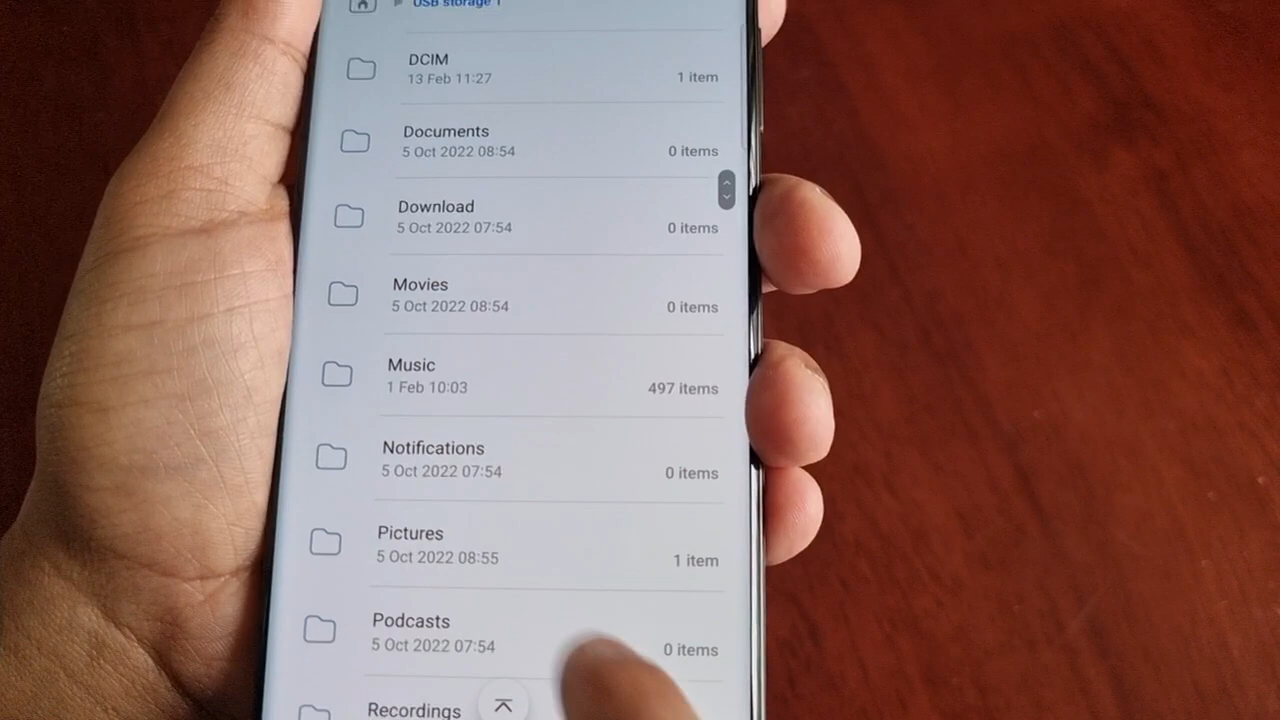 USB storage 1
DCIM
13 Feb 11:27
1 item
Documents
5 Oct 2022 08:54
0 items
Download
5 Oct 2022 07:54
0 items
Movies
5 Oct 2022 08:54
0 items
Music
1 Feb 10:03
497 items
Notifications
5 Oct 2022 07:54
0 items
Pictures
5 Oct 2022 08:55
1 item
Podcasts
5 Oct 2022 07:54
0 items
Recordings